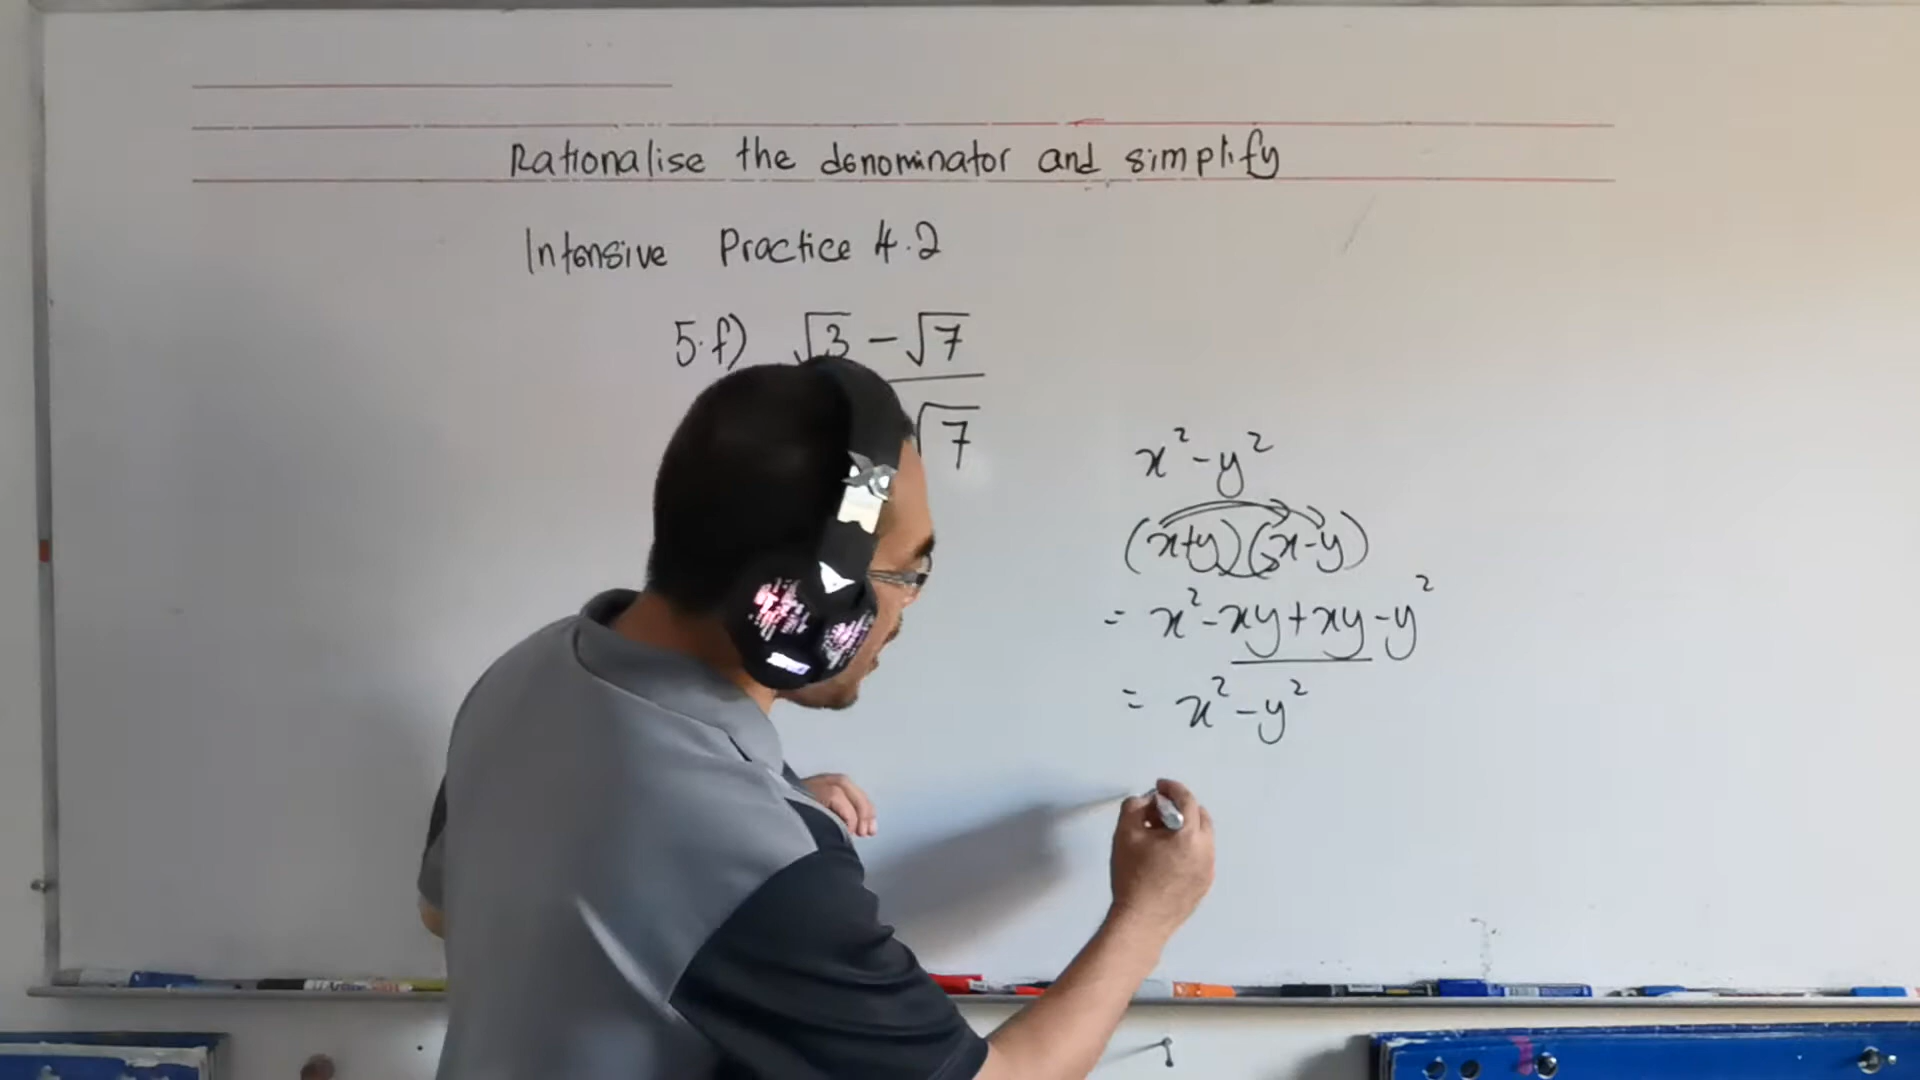 Rationalise the denominator and simplify
Intensive Practice 4.2
5.f) √3 - √7
√7
x² - y²
(x+y)(x-y)
= x² - xy + xy - y²
= x² - y²